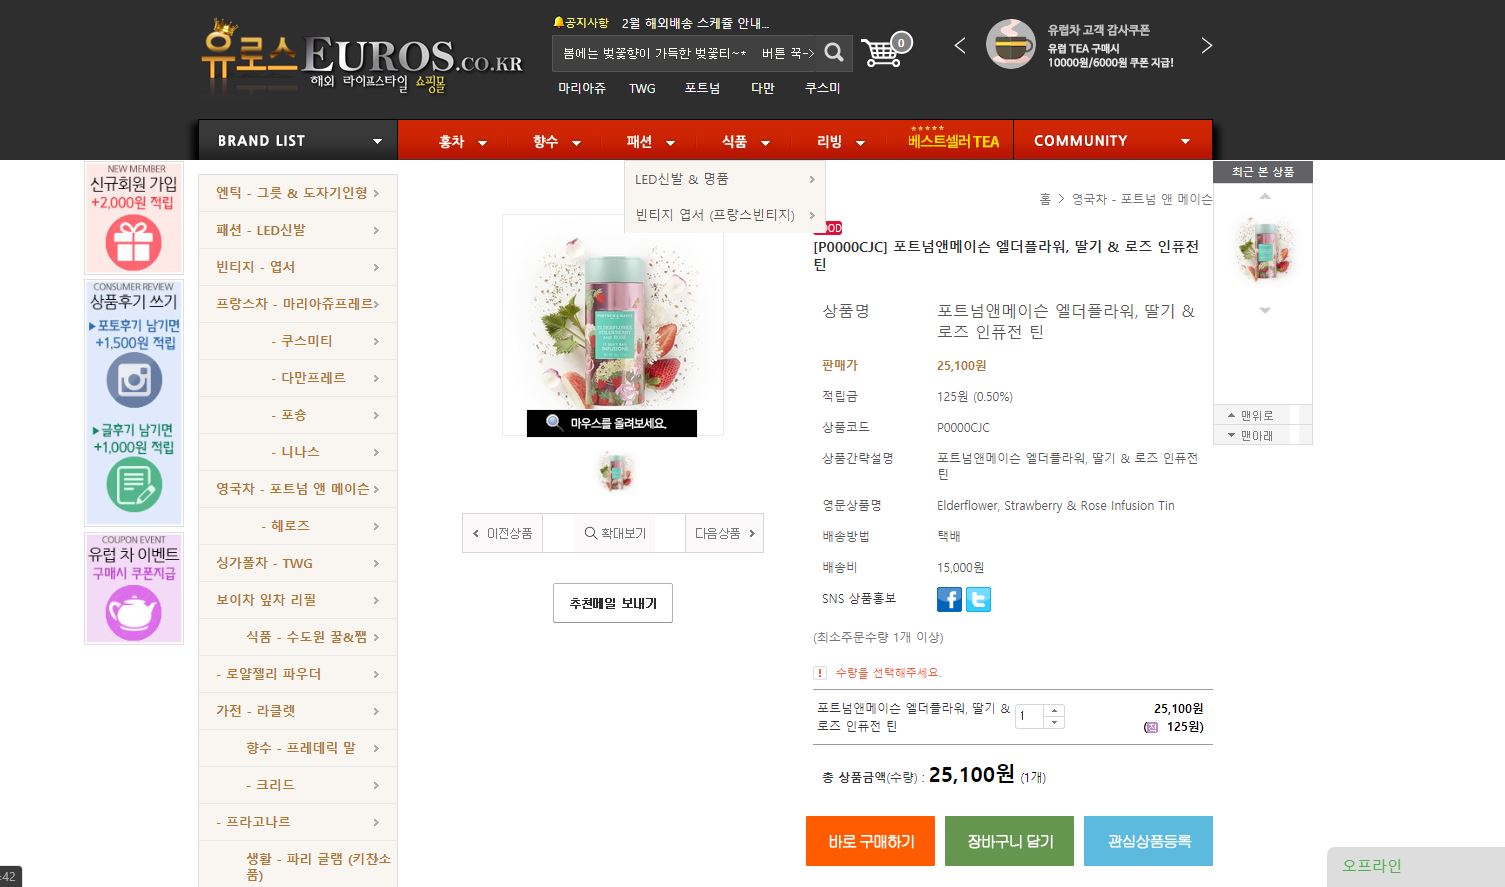 유로스 EUROS.CO.KR
해외 라이프스타일 쇼핑몰
공지사항 2월 해외배송 스케쥴 안내...
봄에는 벚꽃향이 가득한 벚꽃티~* 버튼 꾹->
0
마리아쥬 TWG 포트넘 다만 쿠스미
유럽차 고객 감사쿠폰
유럽 TEA 구매시
10000원/6000원 쿠폰 지급!
BRAND LIST 홍차 향수 패션 식품 리빙 베스트셀러 TEA COMMUNITY
LED신발 & 명품
빈티지 엽서 (프랑스빈티지)
NEW MEMBER
신규회원 가입
+2,000원 적립
CONSUMER REVIEW
상품후기 쓰기
▶포토후기 남기면
+1,500원 적립
▶글후기 남기면
+1,000원 적립
COUPON EVENT
유럽 차 이벤트
구매시 쿠폰지급
엔틱 - 그릇 & 도자기인형
패션 - LED신발
빈티지 - 엽서
프랑스차 - 마리아쥬프레르
- 쿠스미티
- 다만프레르
- 포숑
- 니나스
영국차 - 포트넘 앤 메이슨
- 헤로즈
싱가폴차 - TWG
보이차 잎차 리필
식품 - 수도원 꿀&쨈
- 로얄젤리 파우더
가전 - 라클렛
향수 - 프레데릭 말
- 크리드
- 프라고나르
생활 - 파리 글램 (키찬소
품)
마우스를 올려보세요.
이전상품 확대보기 다음상품
추천메일 보내기
홈 > 영국차 - 포트넘 앤 메이슨
[P0000CJC] 포트넘앤메이슨 엘더플라워, 딸기 & 로즈 인퓨전
틴
상품명 포트넘앤메이슨 엘더플라워, 딸기 &
로즈 인퓨전 틴
판매가 25,100원
적립금 125원 (0.50%)
상품코드 P0000CJC
상품간략설명 포트넘앤메이슨 엘더플라워, 딸기 & 로즈 인퓨전
틴
영문상품명 Elderflower, Strawberry & Rose Infusion Tin
배송방법 택배
배송비 15,000원
SNS 상품홍보
(최소주문수량 1개 이상)
수량을 선택해주세요.
포트넘앤메이슨 엘더플라워, 딸기 & 1 25,100원
로즈 인퓨전 틴 ( 125원)
총 상품금액(수량) : 25,100원 (1개)
바로 구매하기 장바구니 담기 관심상품등록
최근 본 상품
맨위로
맨아래
오프라인
:42